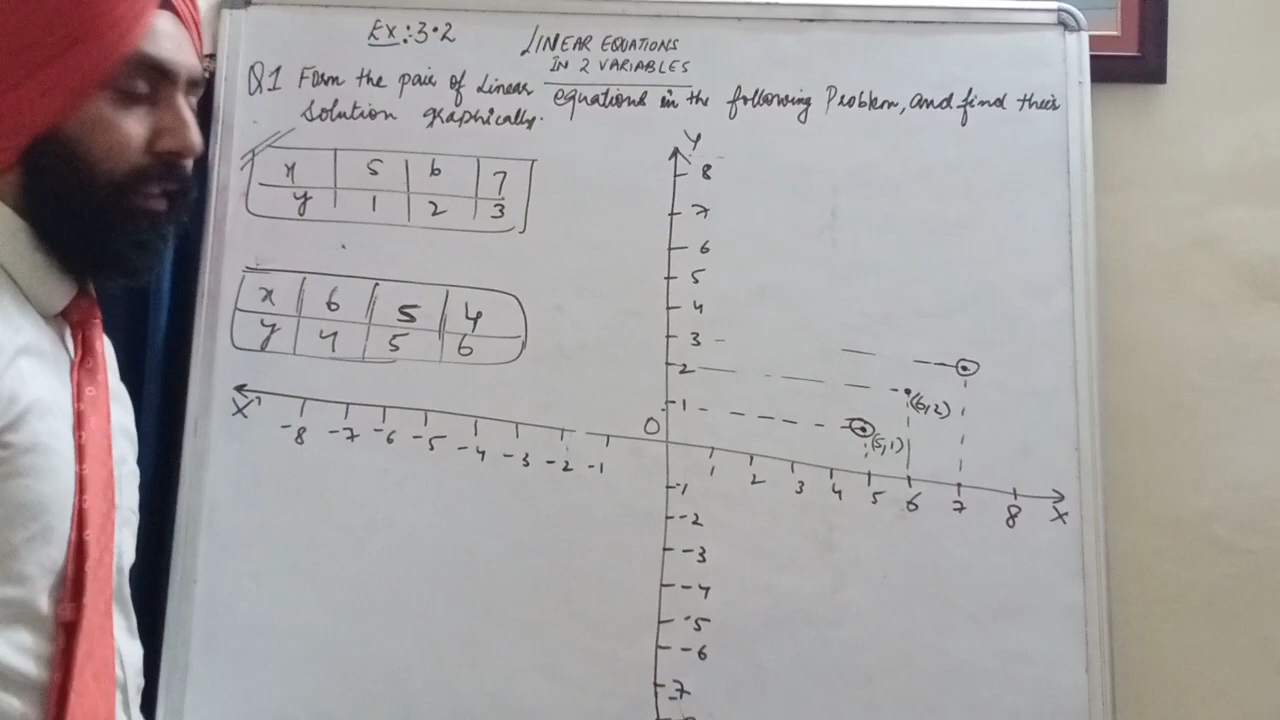 Ex:3.2
LINEAR EQUATIONS
IN 2 VARIABLES
Q1 Form the pair of Linear equations in the following Problem, and find their
solution graphically.
x 5 6 7
y 1 2 3
x 6 5 4
y 4 5 6
Y
8
7
6
5
4
3
2
1
(6,2)
(5,1)
X' O X
-8 -7 -6 -5 -4 -3 -2 -1 1 2 3 4 5 6 7 8
-1
-2
-3
-4
-5
-6
-7